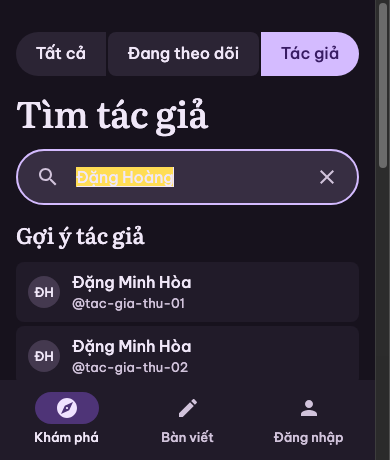 Tất cả
Đang theo dõi
Tác giả
Tìm tác giả
Đặng Hoàng
Gợi ý tác giả
ĐH
Đặng Minh Hòa
@tac-gia-thu-01
ĐH
Đặng Minh Hòa
@tac-gia-thu-02
Khám phá
Bàn viết
Đăng nhập